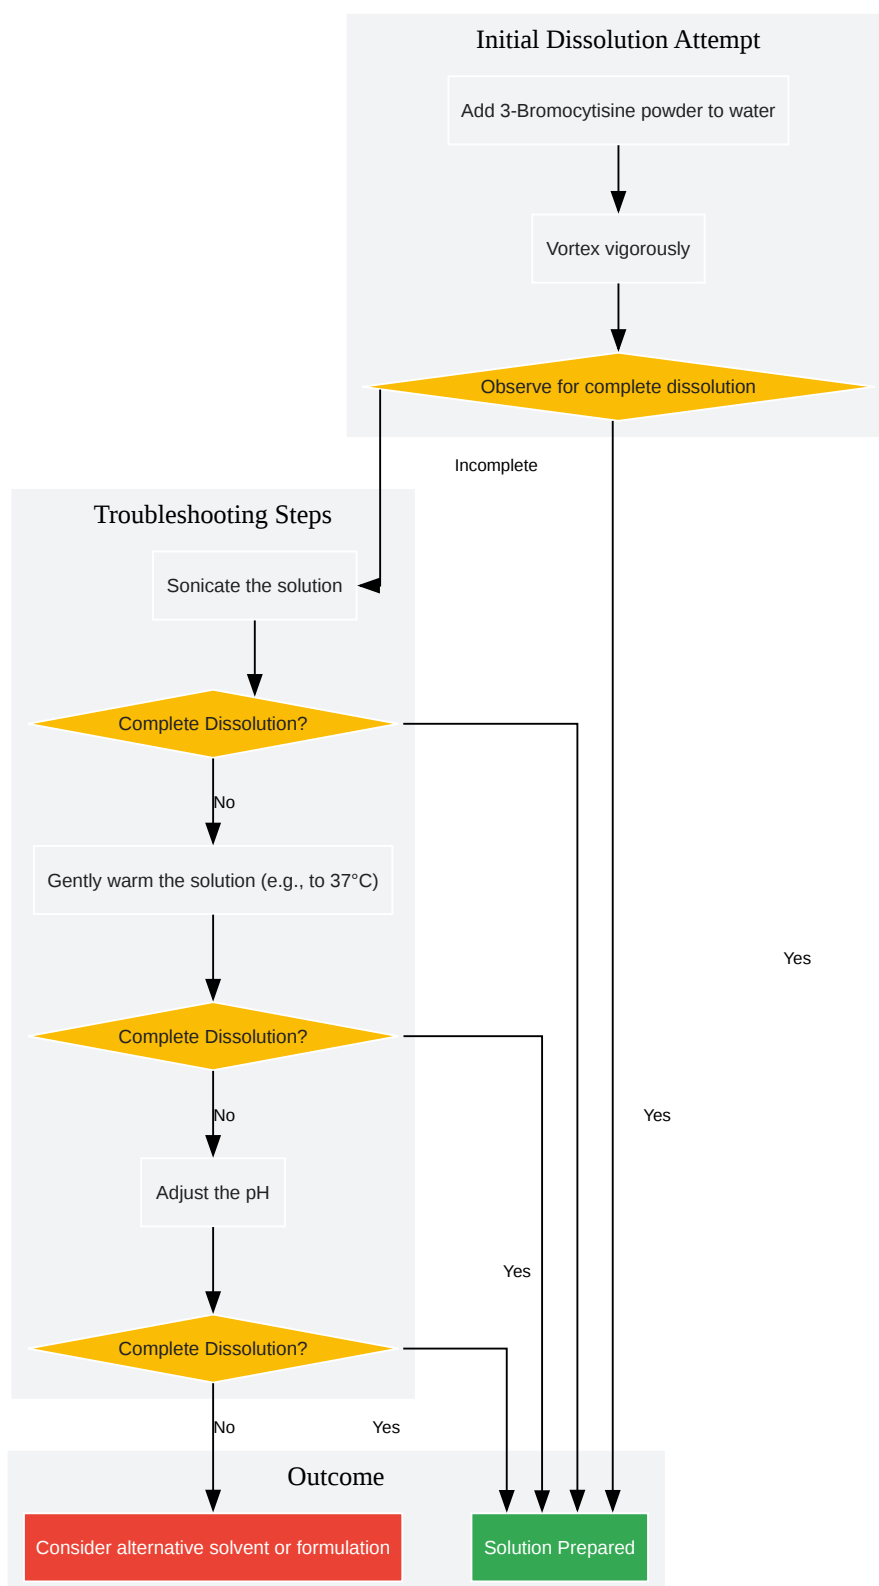 Initial Dissolution Attempt
Add 3-Bromocytisine powder to water
Vortex vigorously
Observe for complete dissolution
Incomplete
Troubleshooting Steps
Sonicate the solution
Complete Dissolution?
No
Gently warm the solution (e.g., to 37°C)
Yes
Complete Dissolution?
No
Yes
Adjust the pH
Yes
Complete Dissolution?
No
Yes
Outcome
Consider alternative solvent or formulation
Solution Prepared